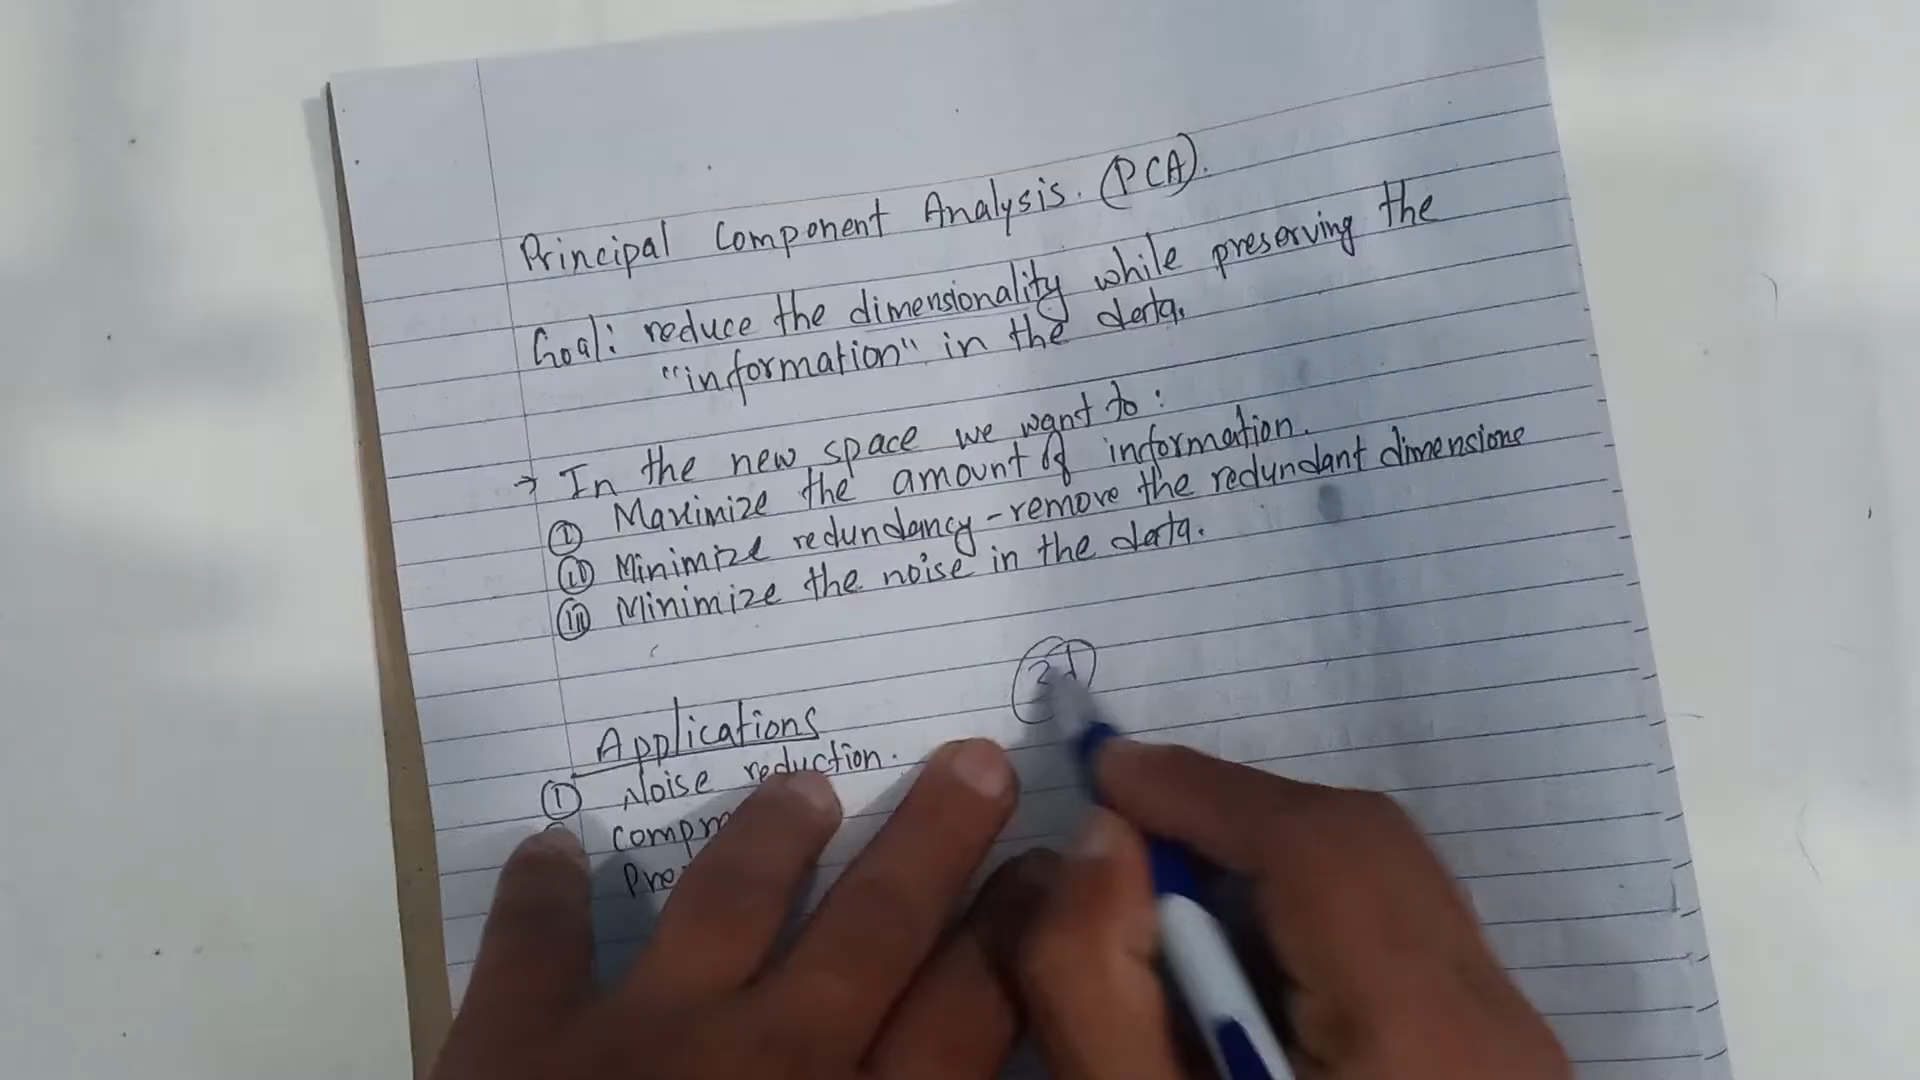 Principal Component Analysis. (PCA).
Goal: reduce the dimensionality while preserving the
"information" in the data.
→ In the new space we want to:
(i) Maximize the amount of information.
(ii) Minimize redundancy - remove the redundant dimensions
(iii) Minimize the noise in the data.
Applications
(1) Noise reduction.